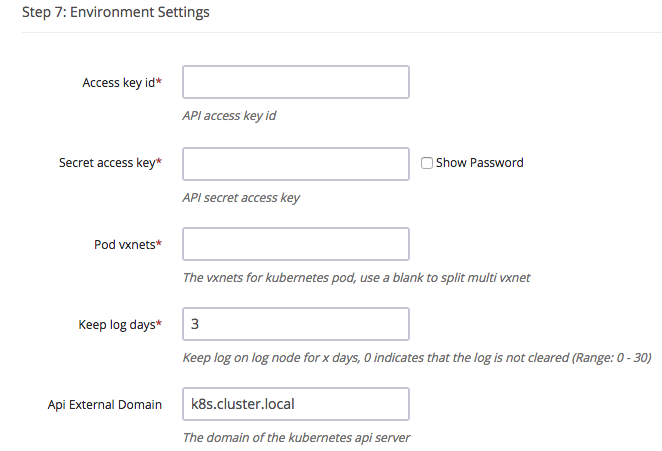 Step 7: Environment Settings
Access key id*
API access key id
Secret access key* Show Password
API secret access key
Pod vxnets*
The vxnets for kubernetes pod, use a blank to split multi vxnet
Keep log days* 3
Keep log on log node for x days, 0 indicates that the log is not cleared (Range: 0 - 30)
Api External Domain k8s.cluster.local
The domain of the kubernetes api server